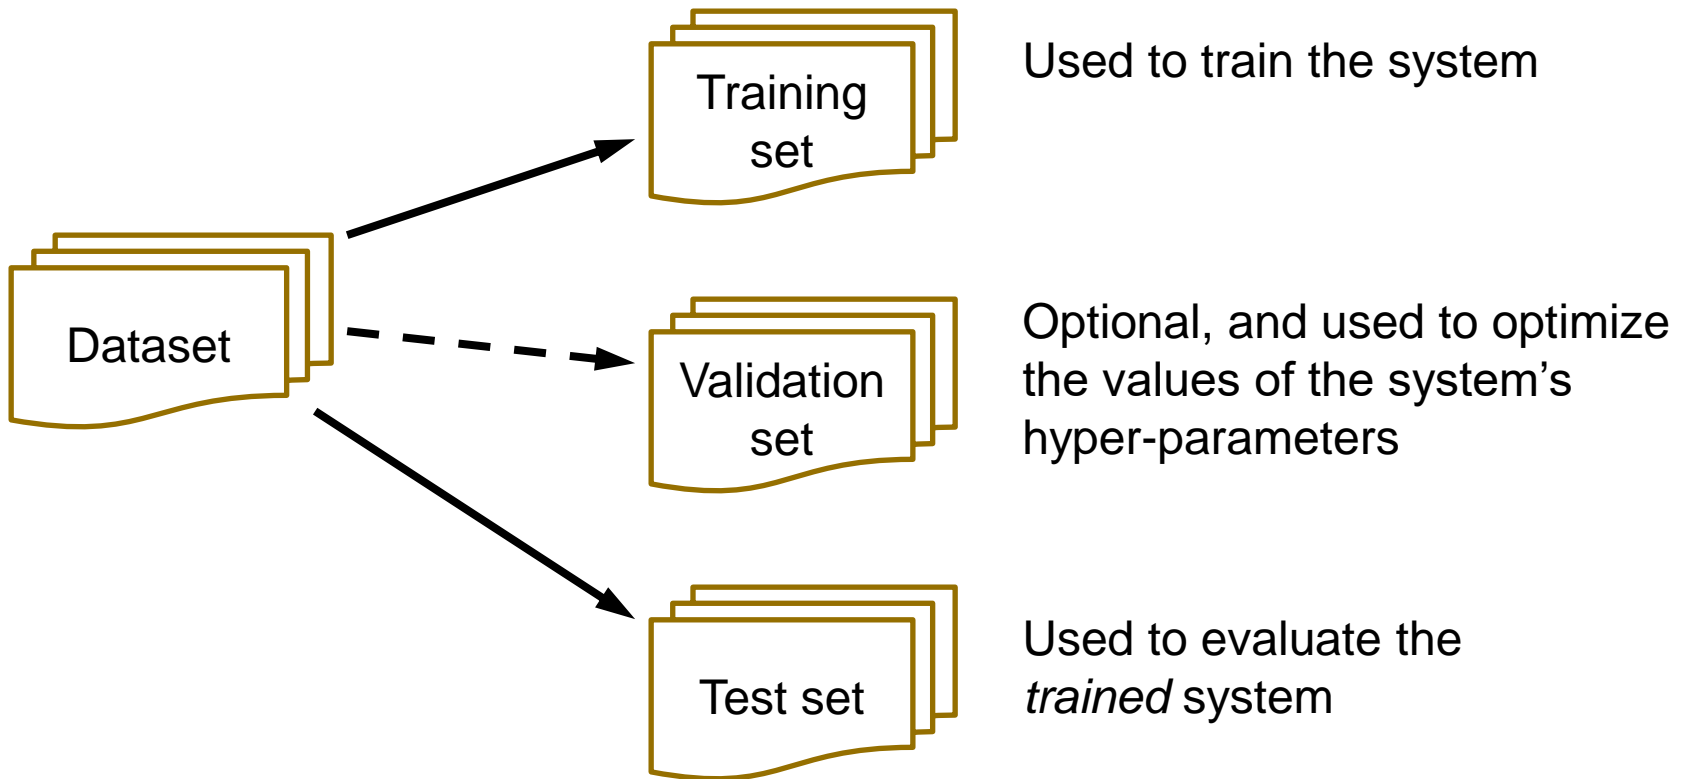 Training
set
Used to train the system
Dataset
Validation
set
Optional, and used to optimize
the values of the system’s
hyper-parameters
Test set
Used to evaluate the
trained system